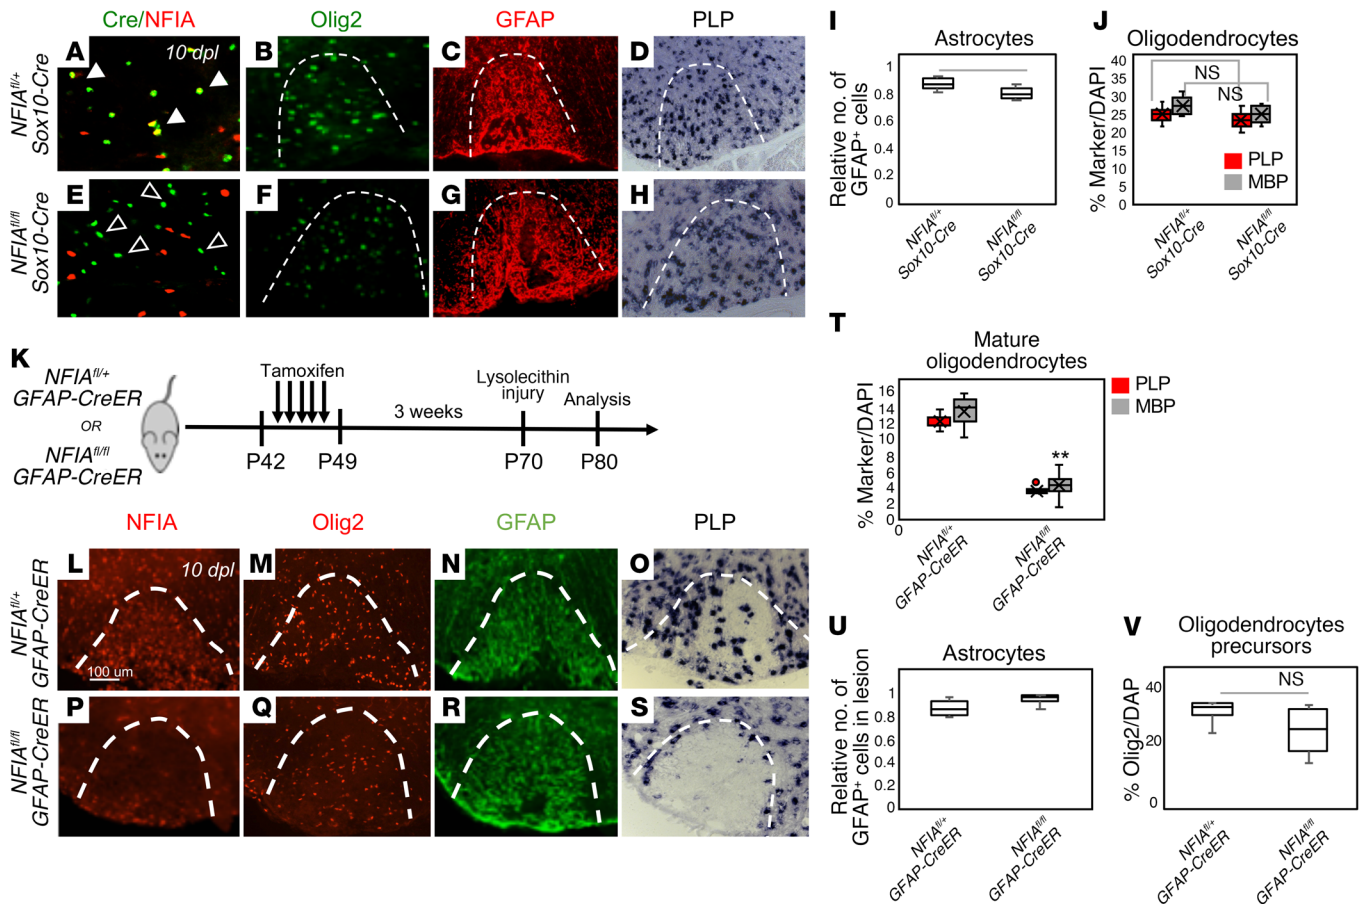 Cre/NFIA Olig2 GFAP PLP
NFIAfl/+
Sox10-Cre
A 10 dpl B C D
NFIAfl/fl
Sox10-Cre
E F G H
I
Astrocytes
Relative no. of
GFAP+ cells
1
0.8
0.6
0.4
0.2
0
NFIAfl/+
Sox10-Cre
NFIAfl/fl
Sox10-Cre
J
Oligodendrocytes
% Marker/DAPI
40
35
30
25
20
15
10
5
0
NS
NS
PLP
MBP
NFIAfl/+
Sox10-Cre
NFIAfl/fl
Sox10-Cre
K
NFIAfl/+
GFAP-CreER
OR
NFIAfl/fl
GFAP-CreER
Tamoxifen
3 weeks
Lysolecithin
injury
Analysis
P42 P49 P70 P80
NFIA Olig2 GFAP PLP
NFIAfl/+
GFAP-CreER
L 10 dpl M N O
100 um
NFIAfl/fl
GFAP-CreER
P Q R S
T
Mature
oligodendrocytes
% Marker/DAPI
16
14
12
10
8
6
4
2
0
0
**
PLP
MBP
NFIAfl/+
GFAP-CreER
NFIAfl/fl
GFAP-CreER
U
Astrocytes
Relative no. of
GFAP+ cells in lesion
1
0.8
0.6
0.4
0.2
0
NFIAfl/+
GFAP-CreER
NFIAfl/fl
GFAP-CreER
V
Oligodendrocytes
precursors
% Olig2/DAP
40
20
0
NS
NFIAfl/+
GFAP-CreER
NFIAfl/fl
GFAP-CreER